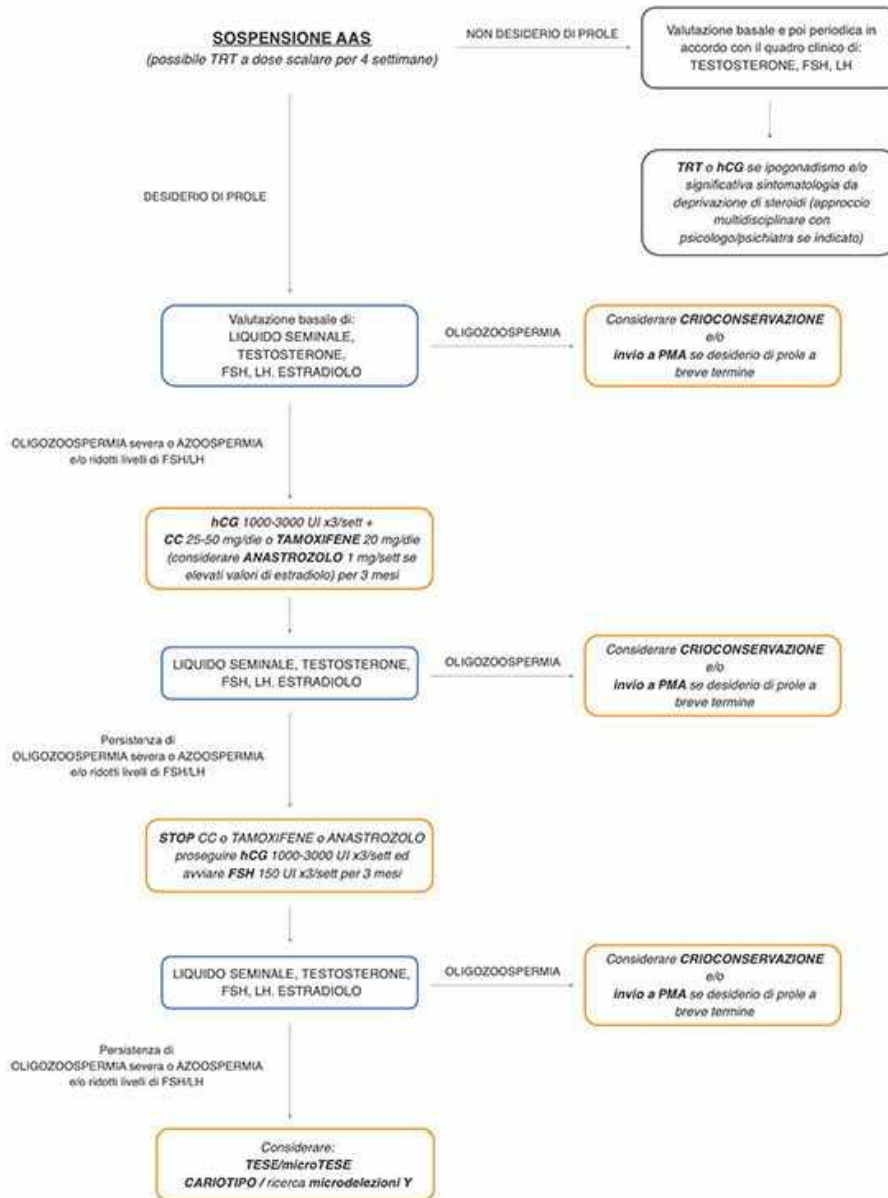 SOSPENSIONE AAS
(possibile TRT a dose scalare per 4 settimane)
NON DESIDERIO DI PROLE
Valutazione basale e poi periodica in
accordo con il quadro clinico di:
TESTOSTERONE, FSH, LH
TRT o hCG se ipogonadismo e/o
significativa sintomatologia da
deprivazione di steroidi (approccio
multidisciplinare con
psicologo/psichiatra se indicato)
DESIDERIO DI PROLE
Valutazione basale di:
LIQUIDO SEMINALE,
TESTOSTERONE,
FSH, LH. ESTRADIOLO
OLIGOZOOSPERMIA
Considerare CRIOCONSERVAZIONE
e/o
invio a PMA se desiderio di prole a
breve termine
OLIGOZOOSPERMIA severa o AZOOSPERMIA
e/o ridotti livelli di FSH/LH
hCG 1000-3000 UI x3/sett +
CC 25-50 mg/die o TAMOXIFENE 20 mg/die
(considerare ANASTROZOLO 1 mg/sett se
elevati valori di estradiolo) per 3 mesi
LIQUIDO SEMINALE, TESTOSTERONE,
FSH, LH. ESTRADIOLO
OLIGOZOOSPERMIA
Considerare CRIOCONSERVAZIONE
e/o
invio a PMA se desiderio di prole a
breve termine
Persistenza di
OLIGOZOOSPERMIA severa o AZOOSPERMIA
e/o ridotti livelli di FSH/LH
STOP CC o TAMOXIFENE o ANASTROZOLO
proseguire hCG 1000-3000 UI x3/sett ed
avviare FSH 150 UI x3/sett per 3 mesi
LIQUIDO SEMINALE, TESTOSTERONE,
FSH, LH. ESTRADIOLO
OLIGOZOOSPERMIA
Considerare CRIOCONSERVAZIONE
e/o
invio a PMA se desiderio di prole a
breve termine
Persistenza di
OLIGOZOOSPERMIA severa o AZOOSPERMIA
e/o ridotti livelli di FSH/LH
Considerare:
TESE/microTESE
CARIOTIPO / ricerca microdelezioni Y